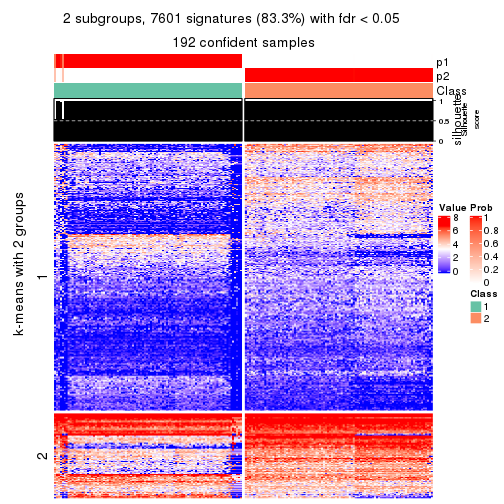 2 subgroups, 7601 signatures (83.3%) with fdr < 0.05
192 confident samples
p1
p2
Class
silhouette
Silhouette
score
1
0.5
0
k-means with 2 groups
1
2
Value
8
6
4
2
0
Prob
1
0.8
0.6
0.4
0.2
0
Class
1
2